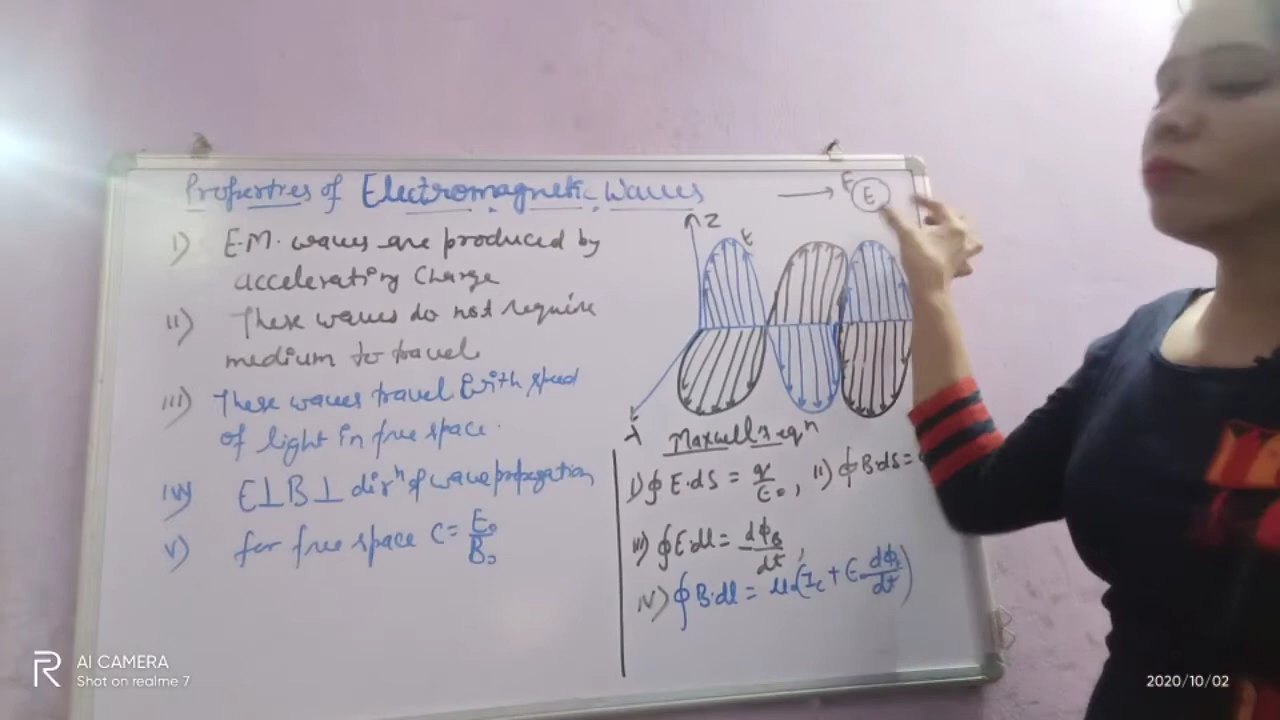 Properties of Electromagnetic Waves
i) E.M. waves are produced by
accelerating Charge
ii) These waves do not require
medium to travel
iii) These waves travel with speed
of light in free space.
iv) E⊥B⊥ dirⁿ of wave propagation
v) for free space C = E₀/B₀
→ E
E
Z
E
Maxwell's eqⁿ
i) ∮E.dS = q/ϵ₀, ii) ∮B.dS =
iii) ∮E.dl = dΦ_B/dt,
iv) ∮B.dl = μ₀(I_c + ϵ₀ dΦ_E/dt)
AI CAMERA
Shot on realme 7
2020/10/02